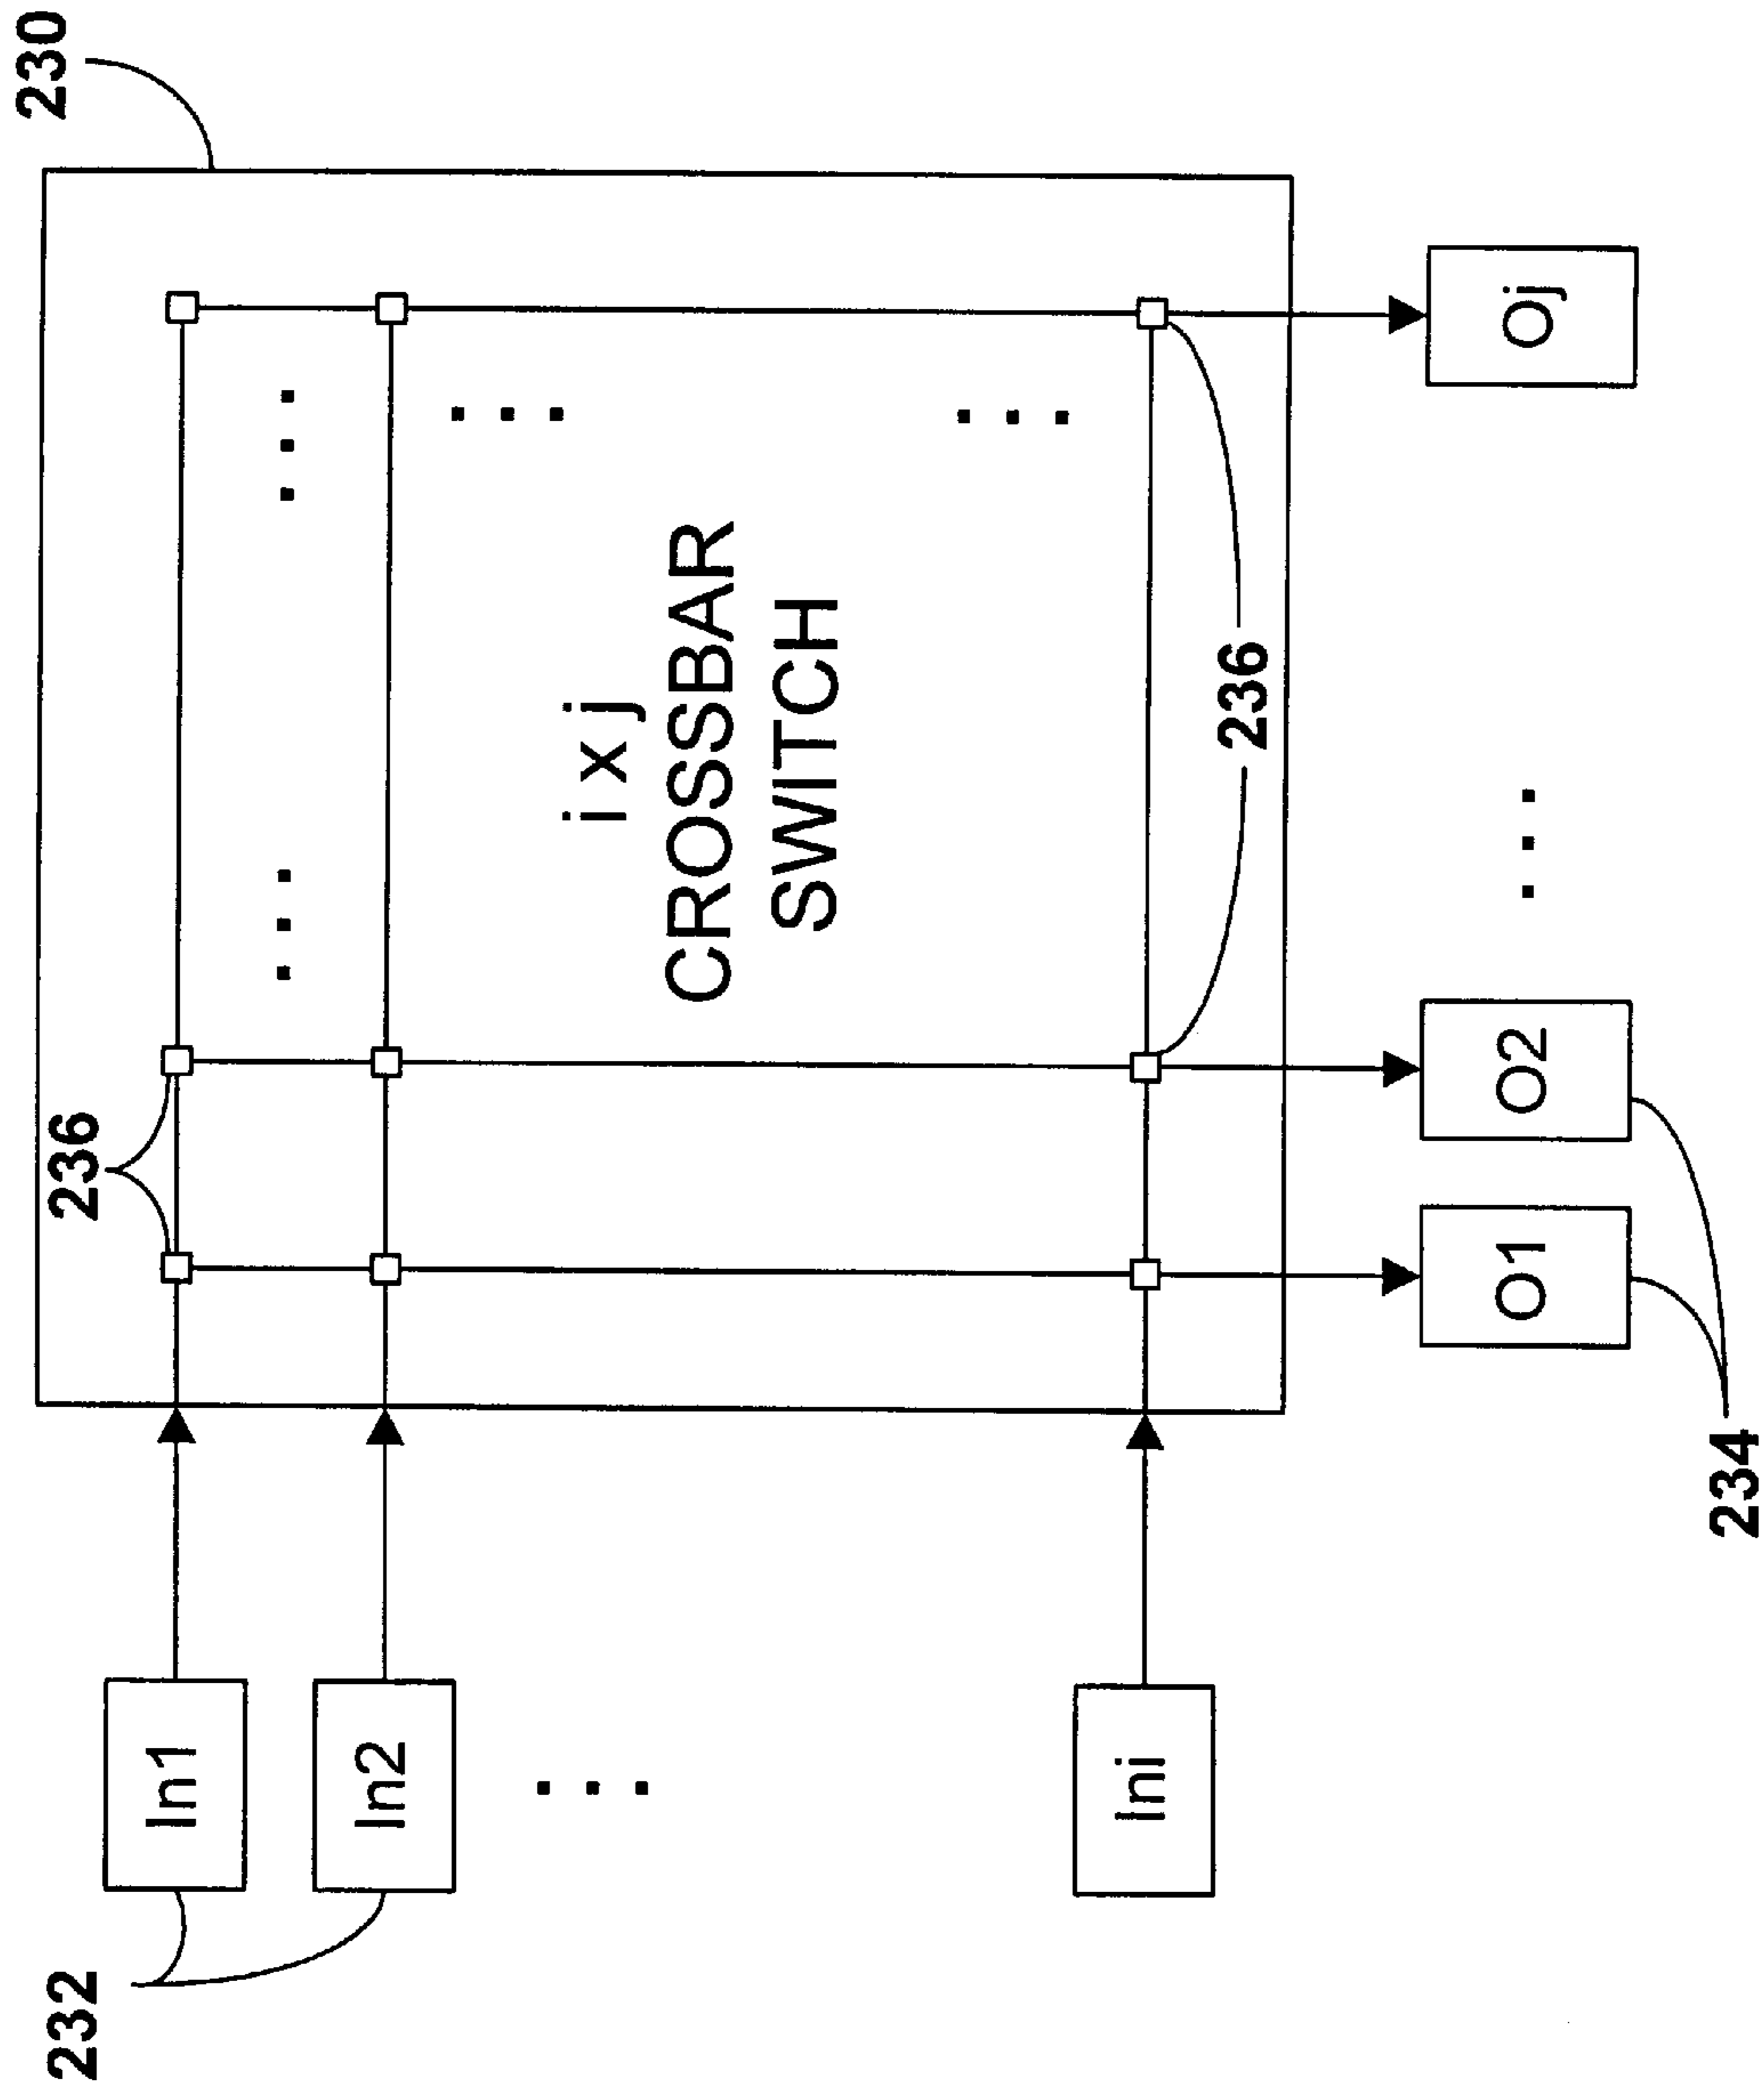 230
236
In1
In2
Ini
232
i x j
CROSSBAR
SWITCH
236
O1
O2
Oj
234